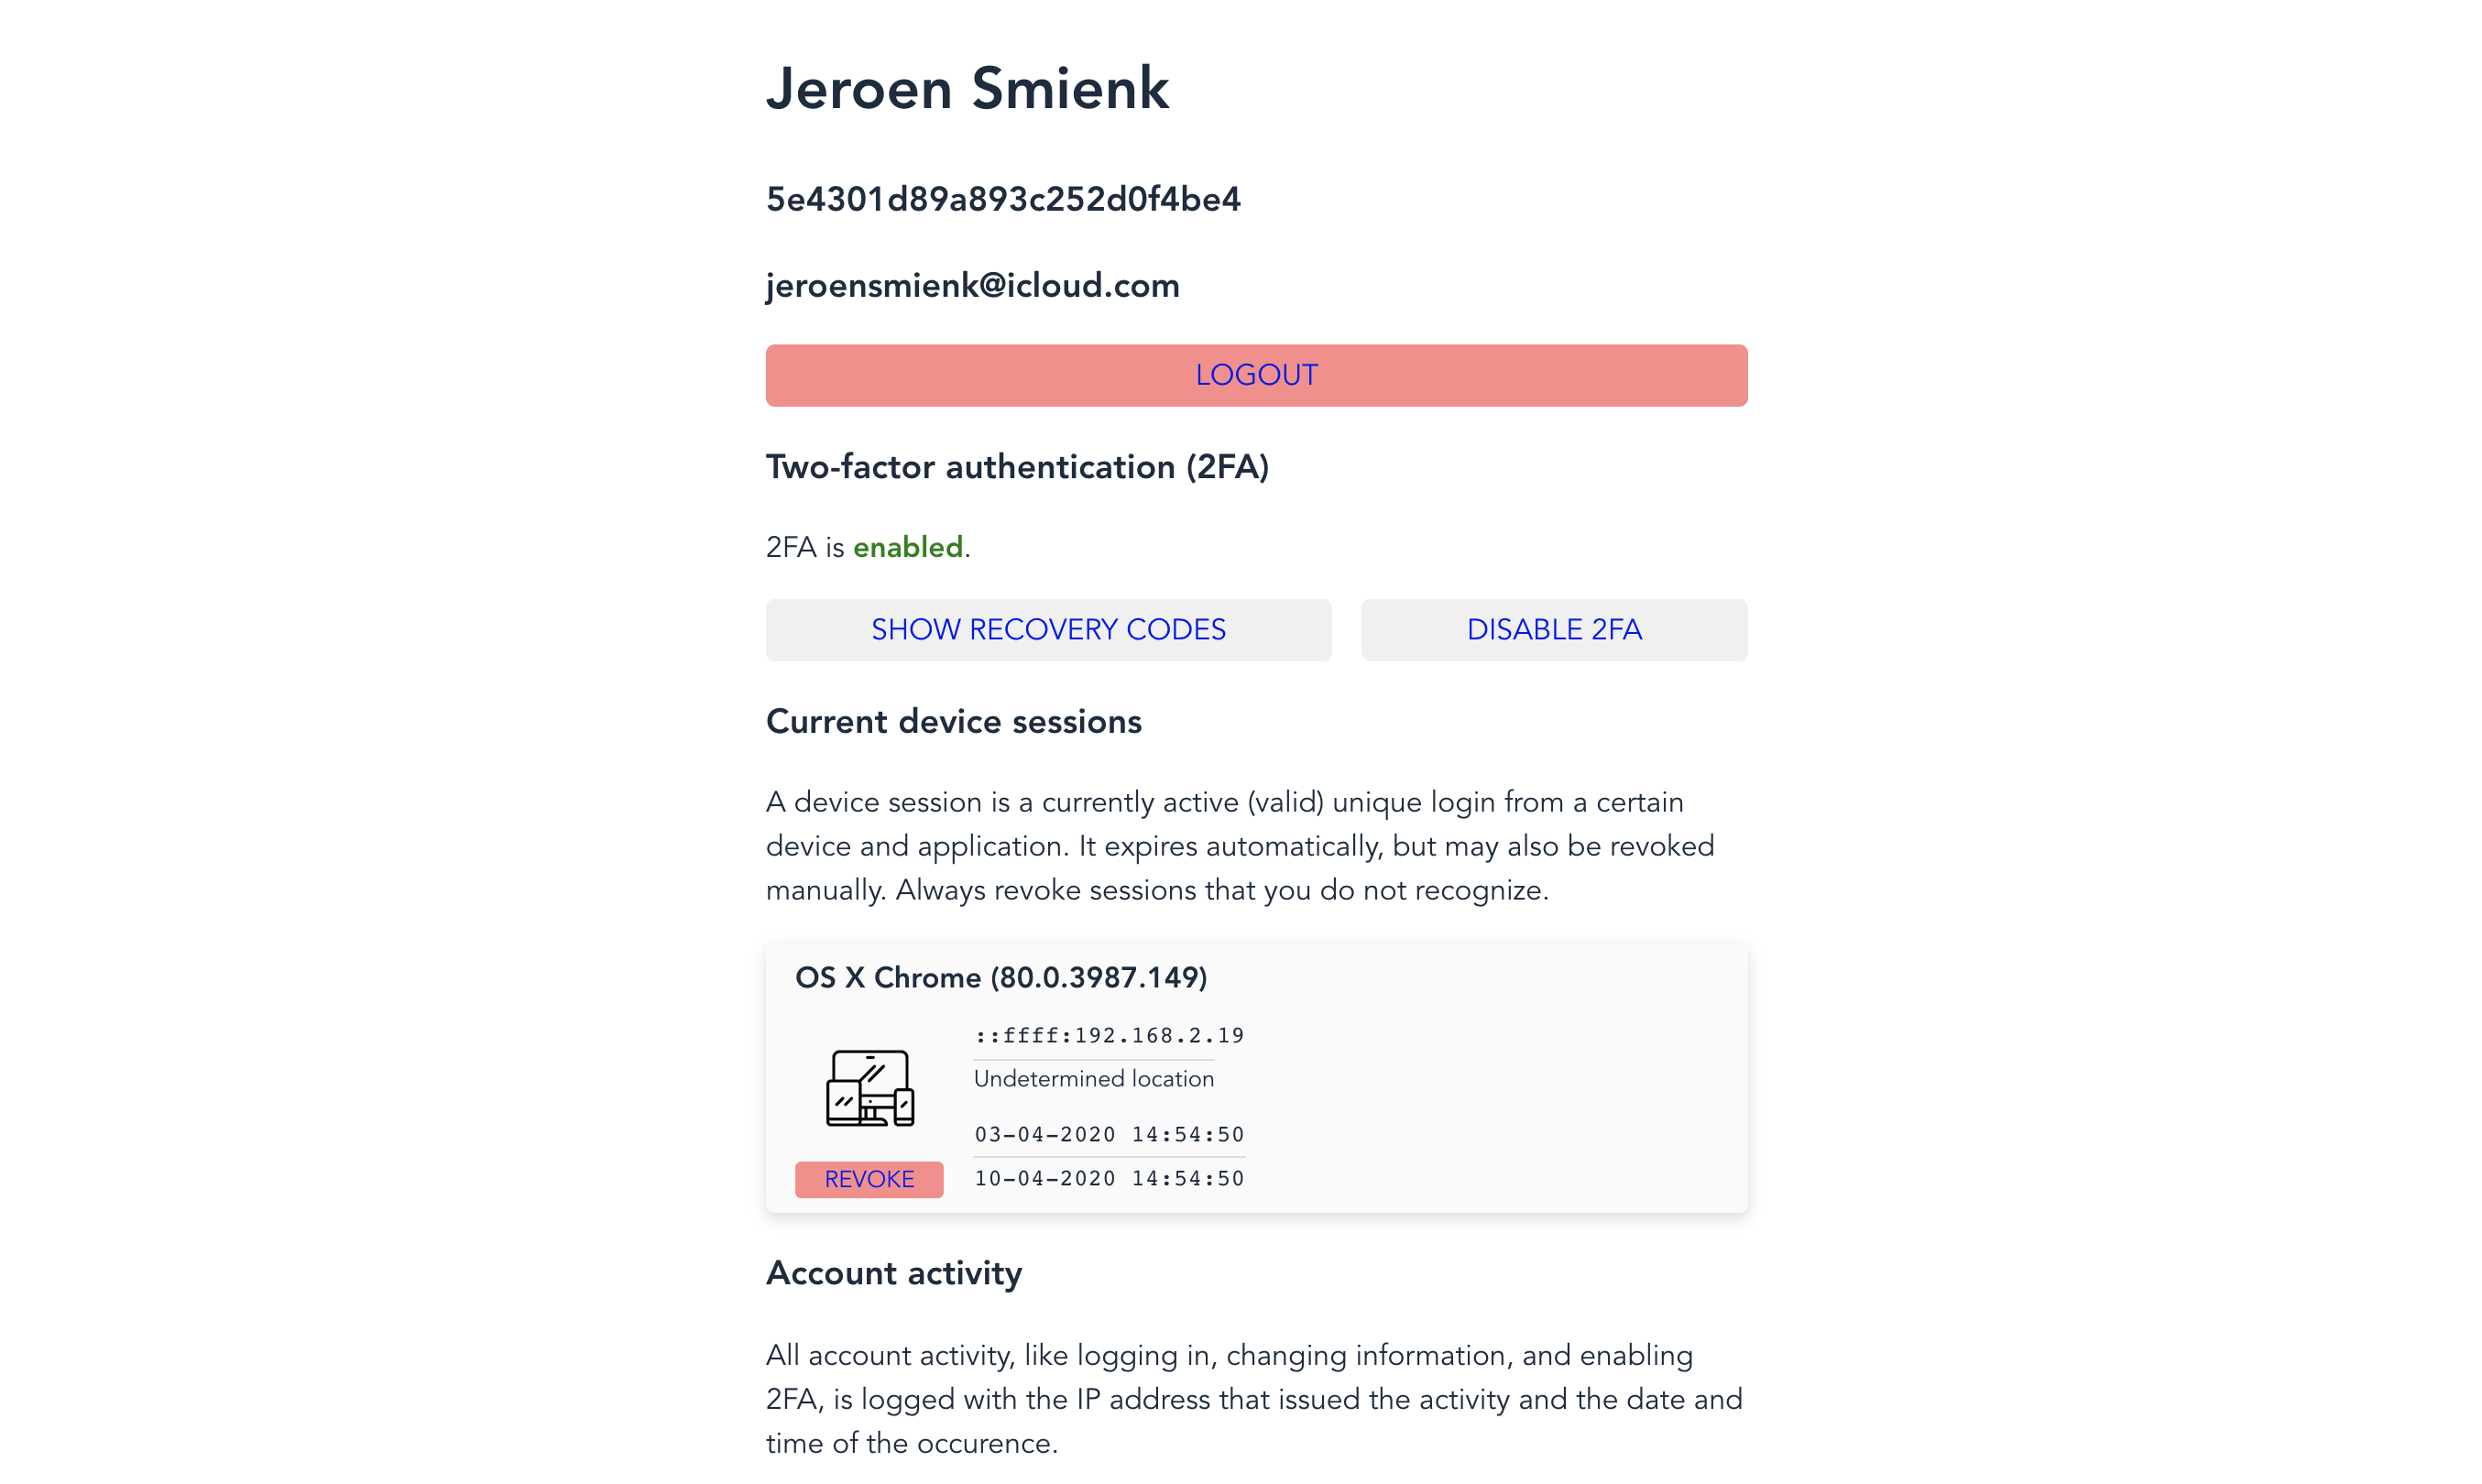 Jeroen Smienk
5e4301d89a893c252d0f4be4
jeroensmienk@icloud.com
LOGOUT
Two-factor authentication (2FA)
2FA is enabled.
SHOW RECOVERY CODES
DISABLE 2FA
Current device sessions
A device session is a currently active (valid) unique login from a certain
device and application. It expires automatically, but may also be revoked
manually. Always revoke sessions that you do not recognize.
OS X Chrome (80.0.3987.149)
::ffff:192.168.2.19
Undetermined location
03-04-2020 14:54:50
10-04-2020 14:54:50
REVOKE
Account activity
All account activity, like logging in, changing information, and enabling
2FA, is logged with the IP address that issued the activity and the date and
time of the occurence.